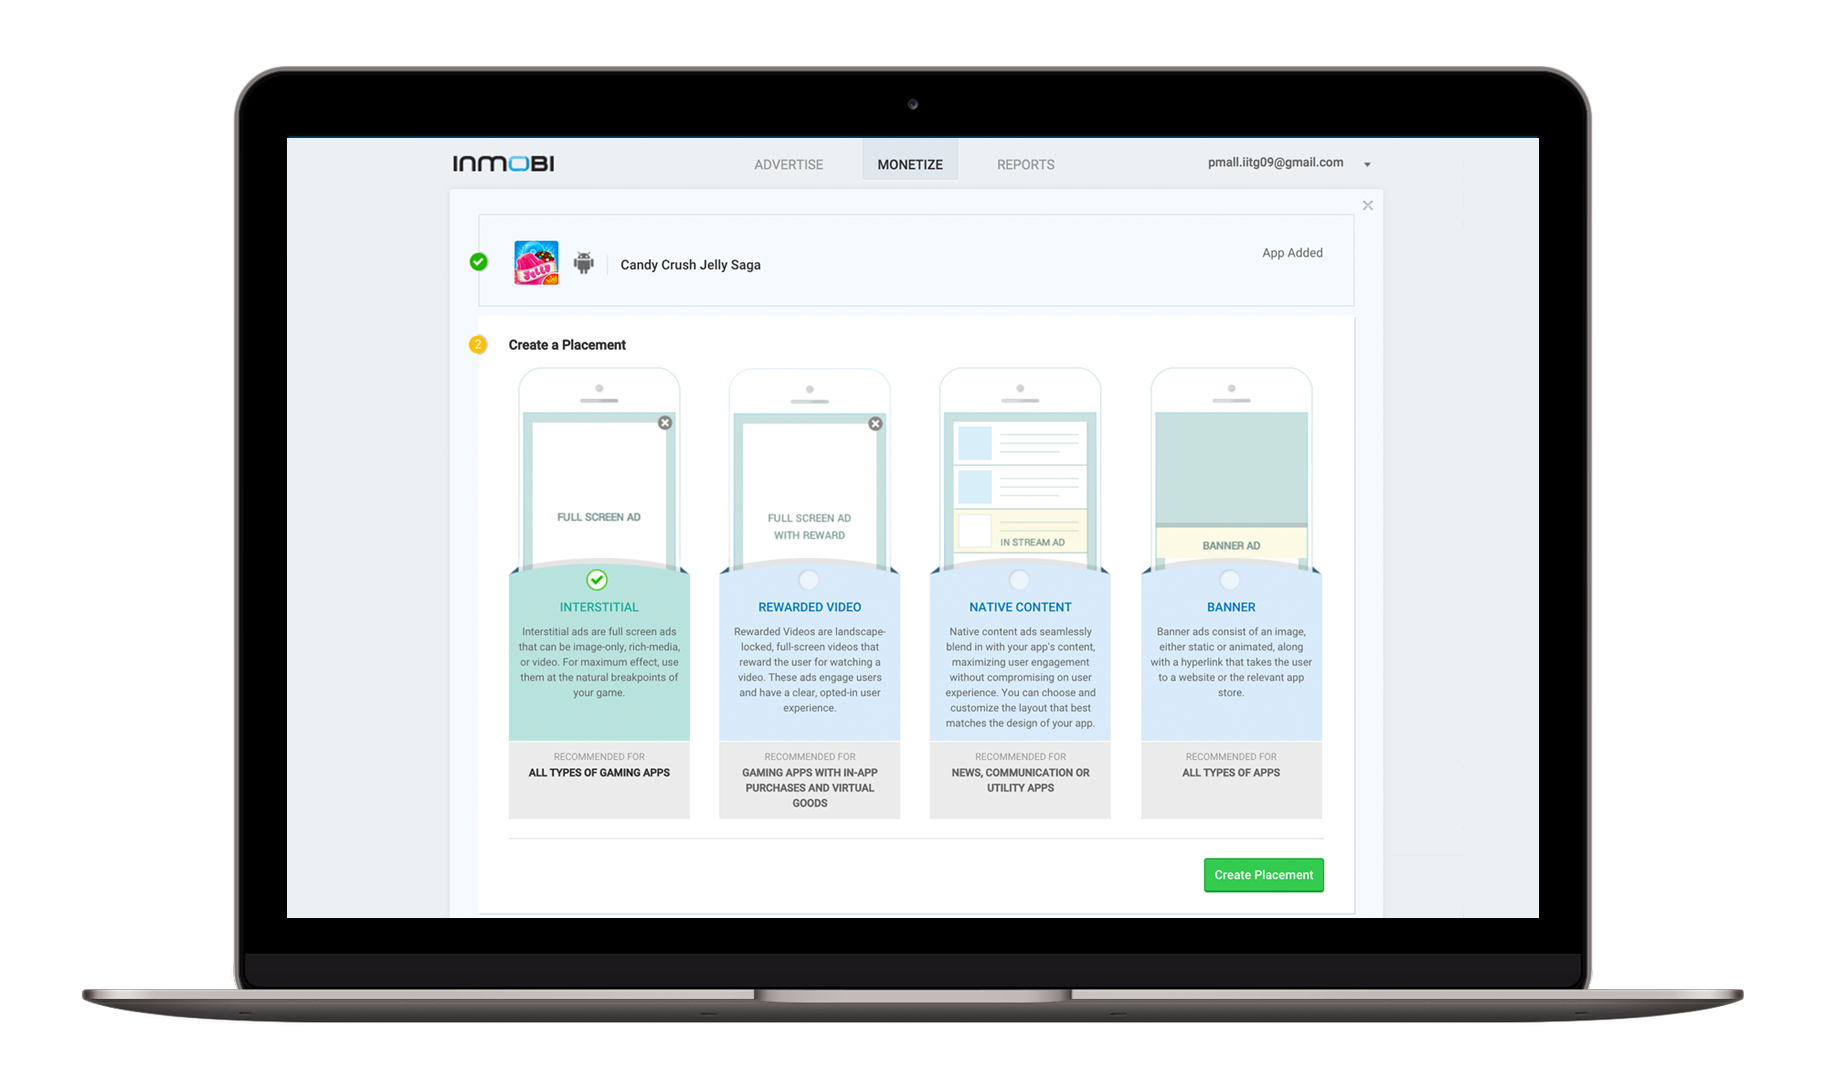 INMOBI
ADVERTISE
MONETIZE
REPORTS
pmall.iitg09@gmail.com
Jelly
Candy Crush Jelly Saga
App Added
2
Create a Placement
FULL SCREEN AD
FULL SCREEN AD
WITH REWARD
IN STREAM AD
BANNER AD
INTERSTITIAL
Interstitial ads are full screen ads
that can be image-only, rich-media,
or video. For maximum effect, use
them at the natural breakpoints of
your game.
RECOMMENDED FOR
ALL TYPES OF GAMING APPS
REWARDED VIDEO
Rewarded Videos are landscape-
locked, full-screen videos that
reward the user for watching a
video. These ads engage users
and have a clear, opted-in user
experience.
RECOMMENDED FOR
GAMING APPS WITH IN-APP
PURCHASES AND VIRTUAL
GOODS
NATIVE CONTENT
Native content ads seamlessly
blend in with your app's content,
maximizing user engagement
without compromising on user
experience. You can choose and
customize the layout that best
matches the design of your app.
RECOMMENDED FOR
NEWS, COMMUNICATION OR
UTILITY APPS
BANNER
Banner ads consist of an image,
either static or animated, along
with a hyperlink that takes the user
to a website or the relevant app
store.
RECOMMENDED FOR
ALL TYPES OF APPS
Create Placement